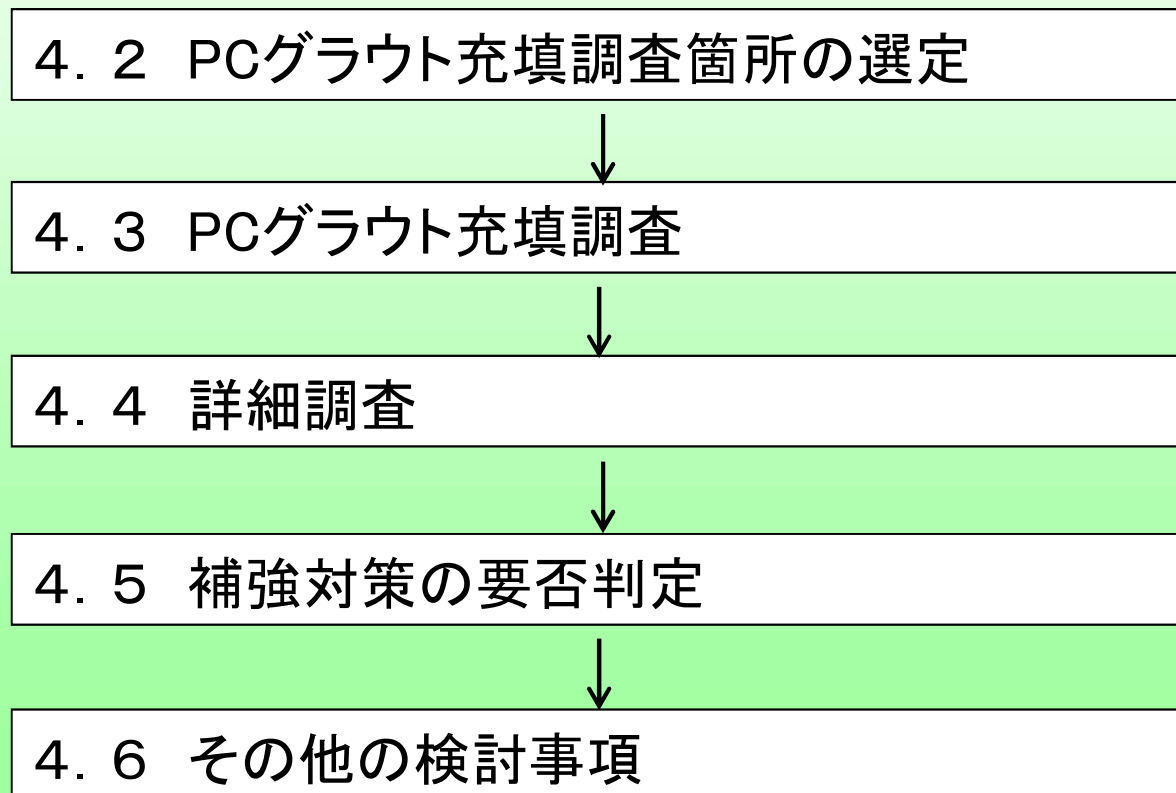 ４．２　PCグラウト充填調査箇所の選定
４．３　PCグラウト充填調査
４．４　詳細調査
４．５　補強対策の要否判定
４．６　その他の検討事項